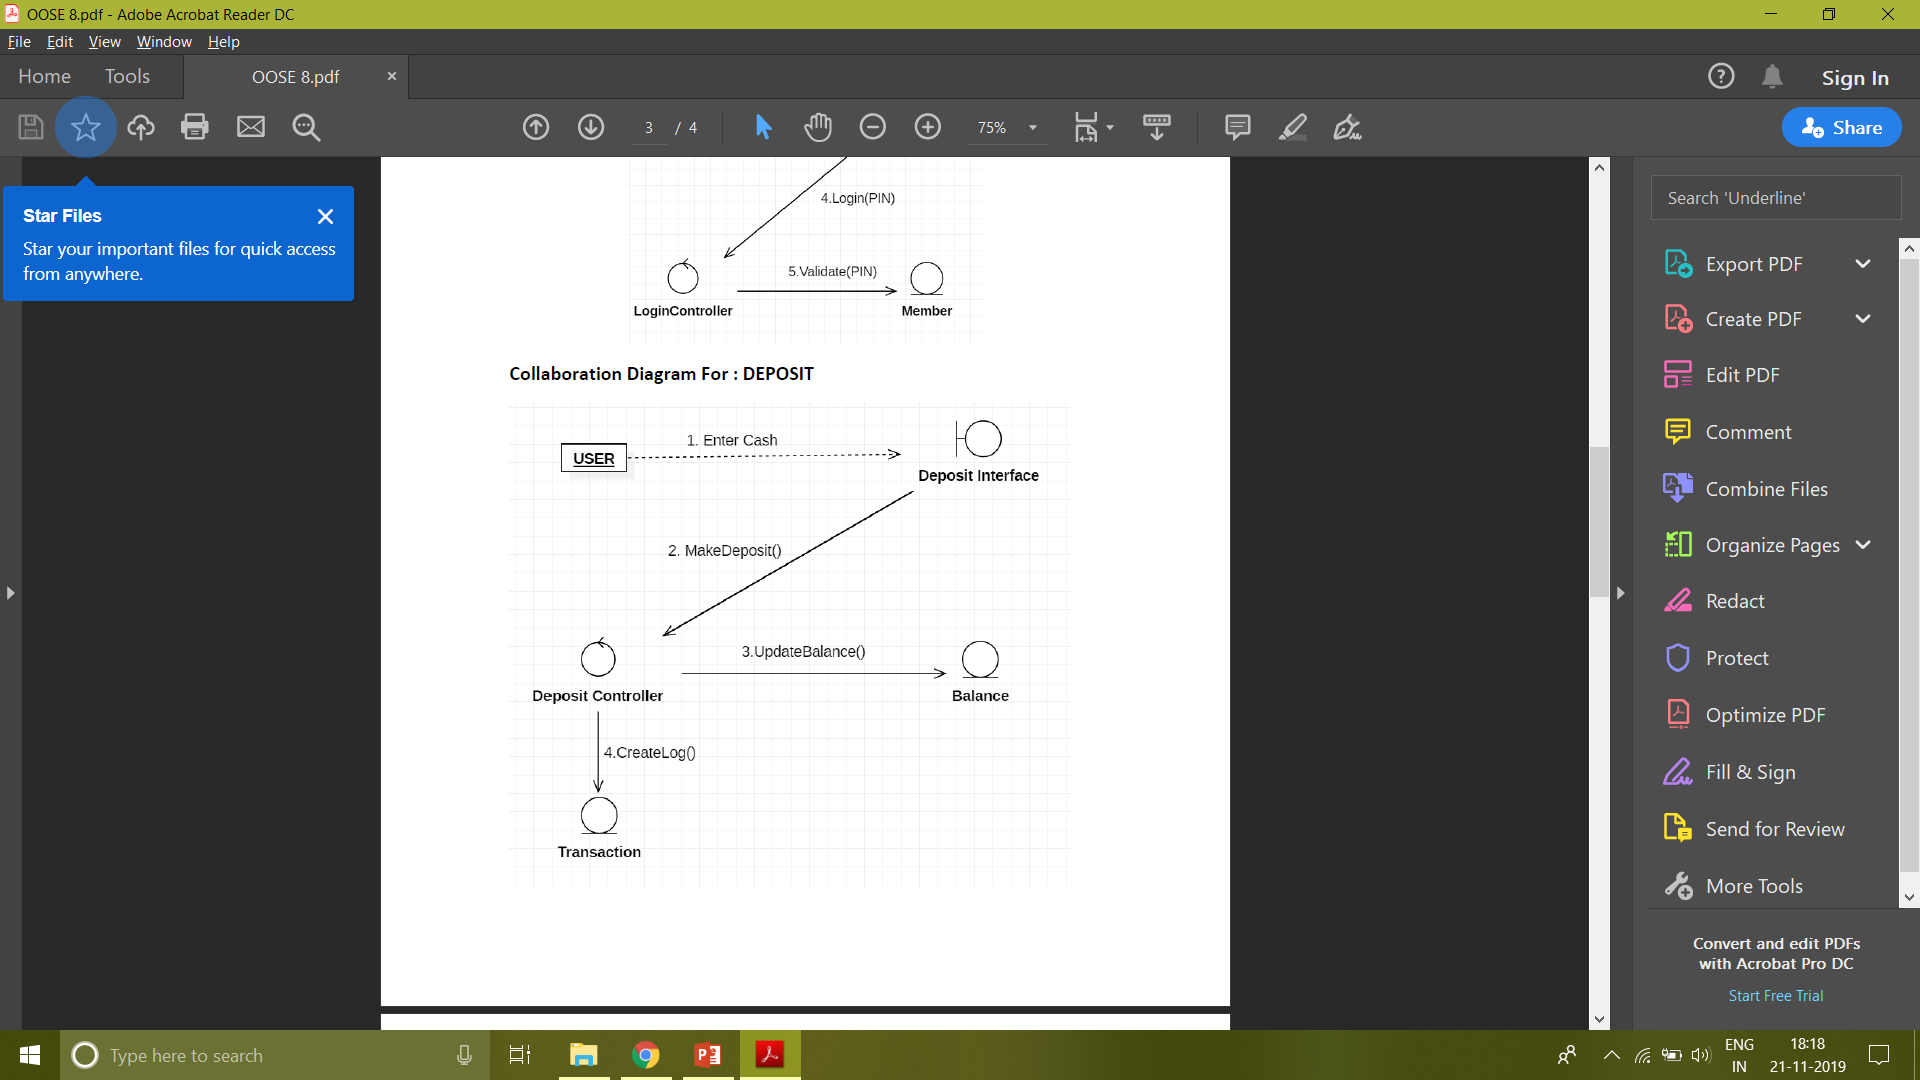 OOSE 8.pdf - Adobe Acrobat Reader DC
File Edit View Window Help
Home Tools OOSE 8.pdf × ? Sign In
3 / 4 75% Share
Star Files
Star your important files for quick access
from anywhere.
4.Login(PIN)
5.Validate(PIN)
LoginController Member
Collaboration Diagram For : DEPOSIT
1. Enter Cash
USER
Deposit Interface
2. MakeDeposit()
3.UpdateBalance()
Deposit Controller Balance
4.CreateLog()
Transaction
Search 'Underline'
Export PDF
Create PDF
Edit PDF
Comment
Combine Files
Organize Pages
Redact
Protect
Optimize PDF
Fill & Sign
Send for Review
More Tools
Convert and edit PDFs
with Acrobat Pro DC
Start Free Trial
Type here to search
ENG
IN
18:18
21-11-2019